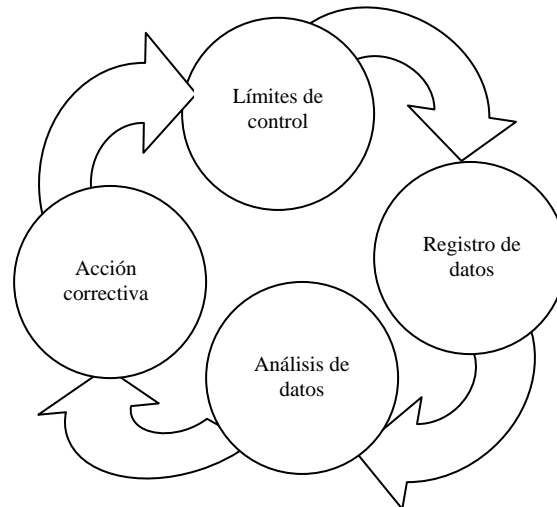 Límites de
control
Registro de
datos
Análisis de
datos
Acción
correctiva